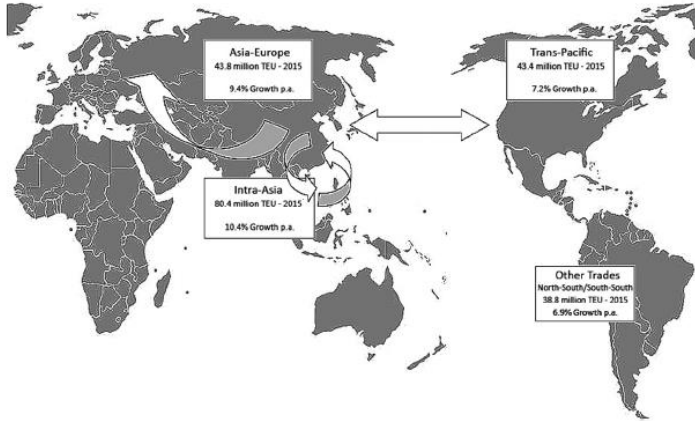 Asia-Europe
43.8 million TEU - 2015
9.4% Growth p.a.
Trans-Pacific
43.4 million TEU - 2015
7.2% Growth p.a.
Intra-Asia
80.4 million TEU - 2015
10.4% Growth p.a.
Other Trades
North-South/South-South
38.8 million TEU - 2015
6.9% Growth p.a.